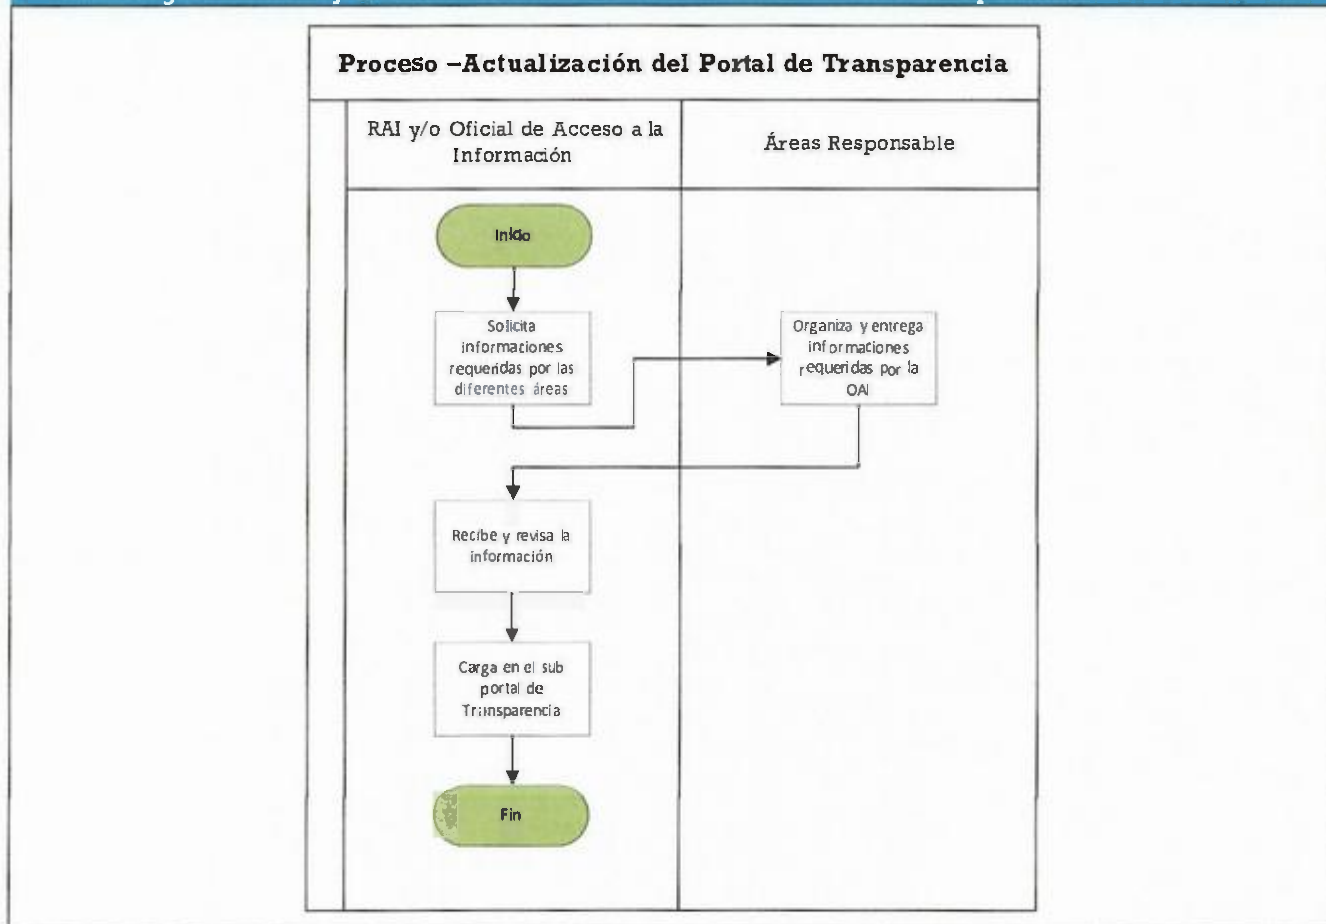 Proceso –Actualización del Portal de Transparencia
RAI y/o Oficial de Acceso a la
Información
Áreas Responsable
Inicio
Solicita
informaciones
requeridas por las
diferentes áreas
Organiza y entrega
informaciones
requeridas por la
OAI
Recibe y revisa la
información
Carga en el sub
portal de
Transparencia
Fin